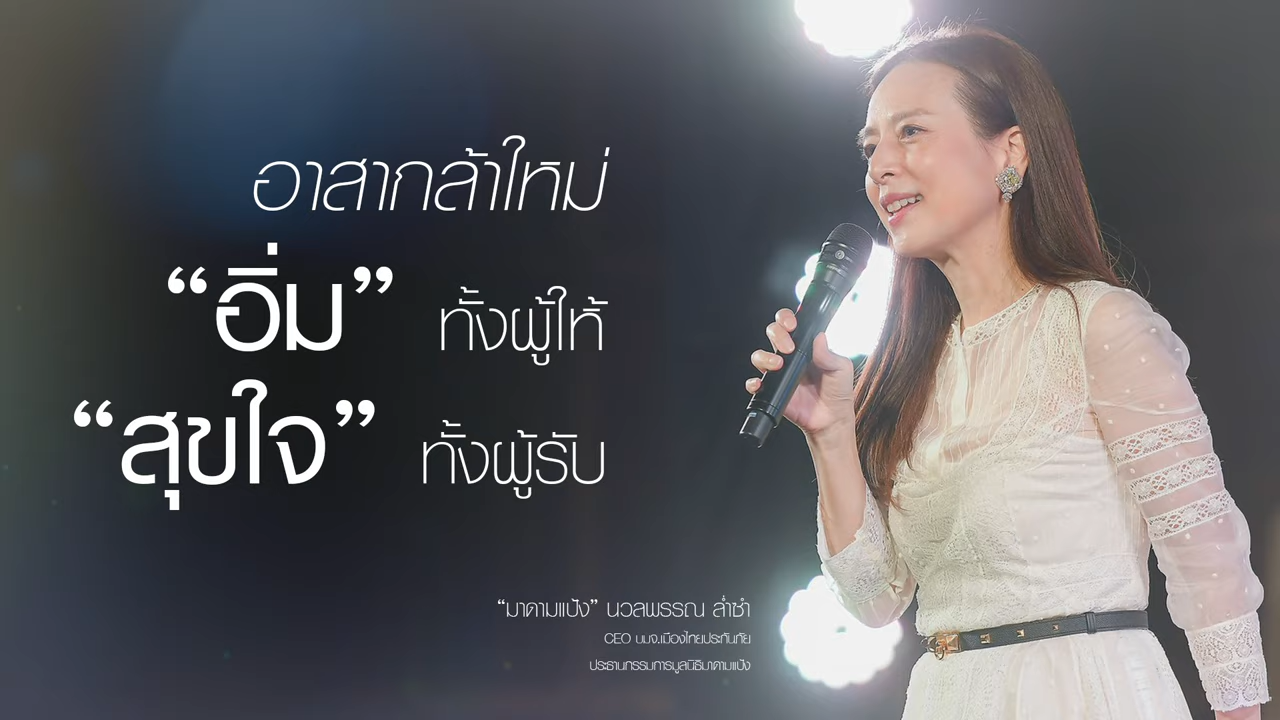 อาสากล้าใหม่
“อิ่ม” ทั้งผู้ให้
“สุขใจ” ทั้งผู้รับ
“มาดามแป้ง” นวลพรรณ ล่ำซำ
CEO บมจ.เมืองไทยประกันภัย
ประธานกรรมการมูลนิธิมาดามแป้ง